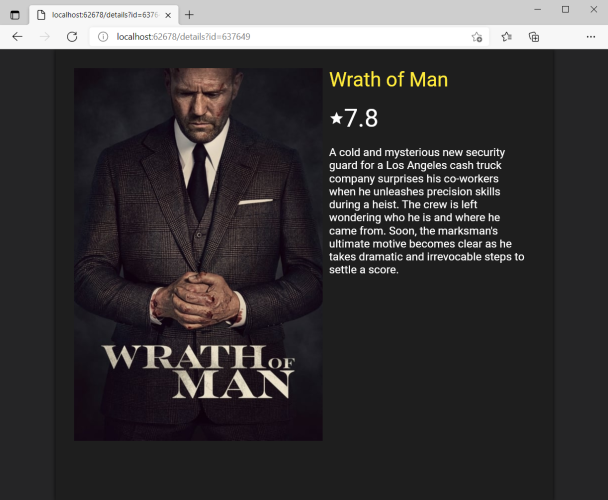 localhost:62678/details?id=6376
localhost:62678/details?id=637649
Wrath of Man
★7.8
A cold and mysterious new security
guard for a Los Angeles cash truck
company surprises his co-workers
when he unleashes precision skills
during a heist. The crew is left
wondering who he is and where he
came from. Soon, the marksman's
ultimate motive becomes clear as he
takes dramatic and irrevocable steps to
settle a score.
WRATH OF
MAN